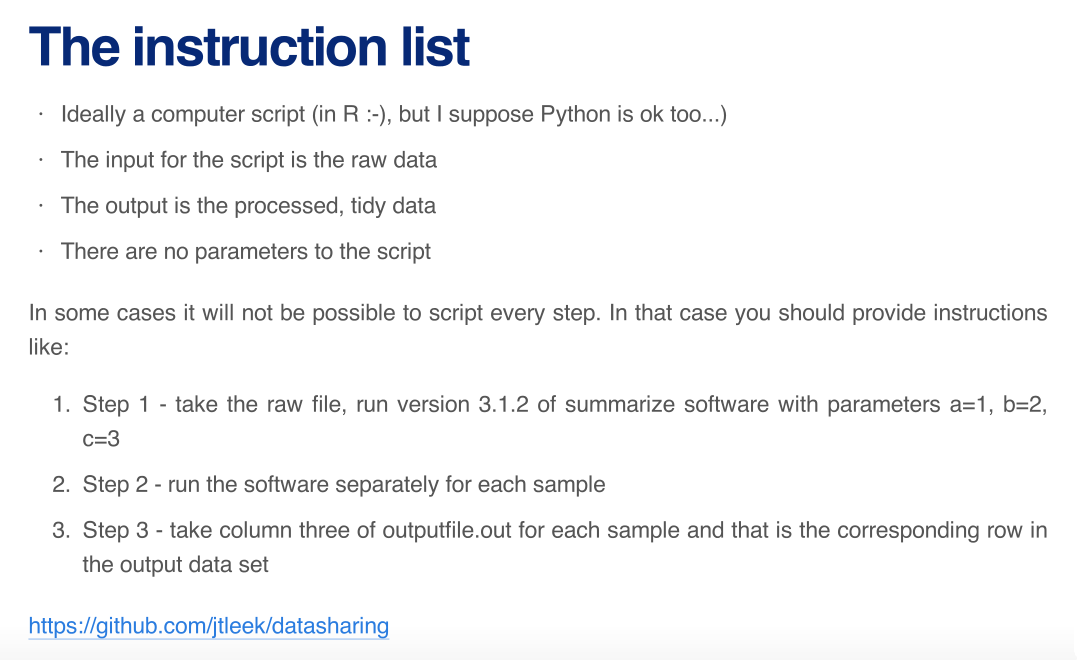 The instruction list
· Ideally a computer script (in R :-), but I suppose Python is ok too...)
· The input for the script is the raw data
· The output is the processed, tidy data
· There are no parameters to the script
In some cases it will not be possible to script every step. In that case you should provide instructions
like:
1. Step 1 - take the raw file, run version 3.1.2 of summarize software with parameters a=1, b=2,
c=3
2. Step 2 - run the software separately for each sample
3. Step 3 - take column three of outputfile.out for each sample and that is the corresponding row in
the output data set
https://github.com/jtleek/datasharing